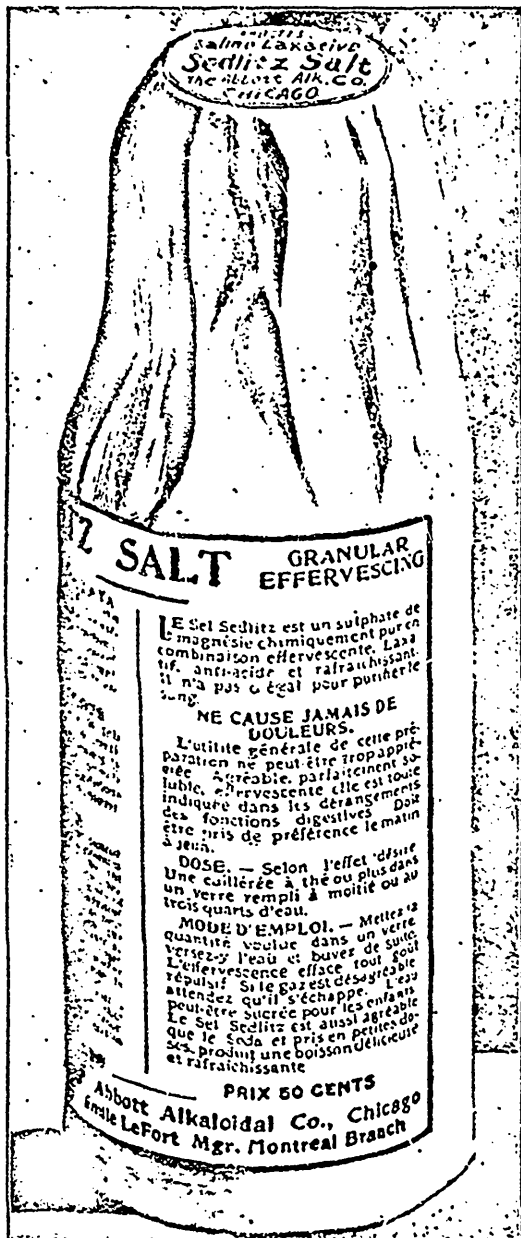 Saline Laxative
Sedlitz Salt
The Abbott Alk. Co.
CHICAGO
Z SALT
GRANULAR
EFFERVESCING
LE Sel Sedlitz est un sulphate de
magnésie chimiquement pur en
combinaison effervescente. Laxa-
tif, anti-acide et rafraichissant.
Il n'a pas d'égal pour purifier le
sang.
NE CAUSE JAMAIS DE
DOULEURS.
L'utilité générale de cette pré-
paration ne peut-être trop appré-
ciée. Agréable, parfaitement so-
luble, effervescente elle est toute
indiquée dans les dérangements
des fonctions digestives. Doit
être pris de préférence le matin
à jeun.
DOSE. — Selon l'effet désiré
Une cuillérée à thé ou plus dans
un verre rempli à moitié ou au
trois quarts d'eau.
MODE D'EMPLOI. — Mettez la
quantité voulue dans un verre
versez-y l'eau et buvez de suite.
L'effervescence efface tout goût
répulsif. Si le gaz est désagréable
attendez qu'il s'échappe. L'eau
peut-être sucrée pour les enfants
Le Sel Sedlitz est aussi agréable
que le Soda et pris en petites do-
ses, produit une boisson délicieuse
et rafraichissante
PRIX 50 CENTS
Abbott Alkaloidal Co., Chicago
Emile LeFort Mgr. Montreal Branch